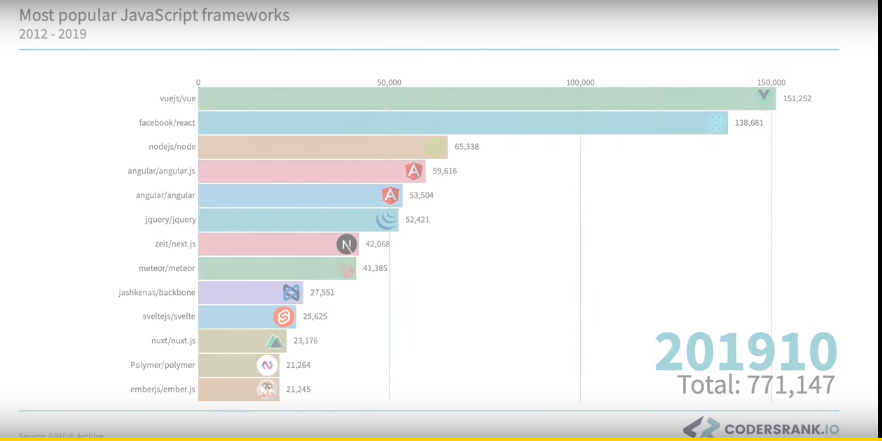 Most popular JavaScript frameworks
2012 - 2019
0 50,000 100,000 150,000
vuejs/vue 151,252
facebook/react 138,681
nodejs/node 65,338
angular/angular.js 59,616
angular/angular 53,504
jquery/jquery 52,421
zeit/next.js N 42,068
meteor/meteor 41,385
jashkenas/backbone 27,551
sveltejs/svelte 25,625
nuxt/nuxt.js 23,176
Polymer/polymer 21,264
emberjs/ember.js 21,245
201910
Total: 771,147
Source: GitHub Archive
CODERSRANK.IO